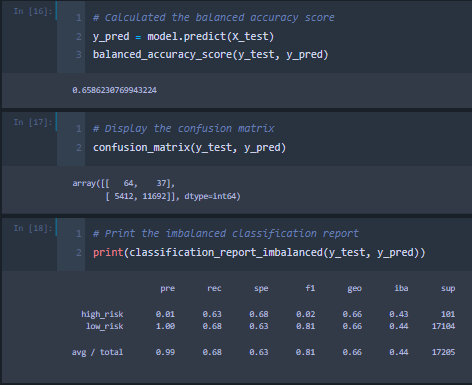 In [16]:
1 # Calculated the balanced accuracy score
2 y_pred = model.predict(X_test)
3 balanced_accuracy_score(y_test, y_pred)
0.6586230769943224
In [17]:
1 # Display the confusion matrix
2 confusion_matrix(y_test, y_pred)
array([[   64,    37],
       [ 5412, 11692]], dtype=int64)
In [18]:
1 # Print the imbalanced classification report
2 print(classification_report_imbalanced(y_test, y_pred))
pre rec spe f1 geo iba sup
high_risk 0.01 0.63 0.68 0.02 0.66 0.43 101
low_risk 1.00 0.68 0.63 0.81 0.66 0.44 17104
avg / total 0.99 0.68 0.63 0.81 0.66 0.44 17205